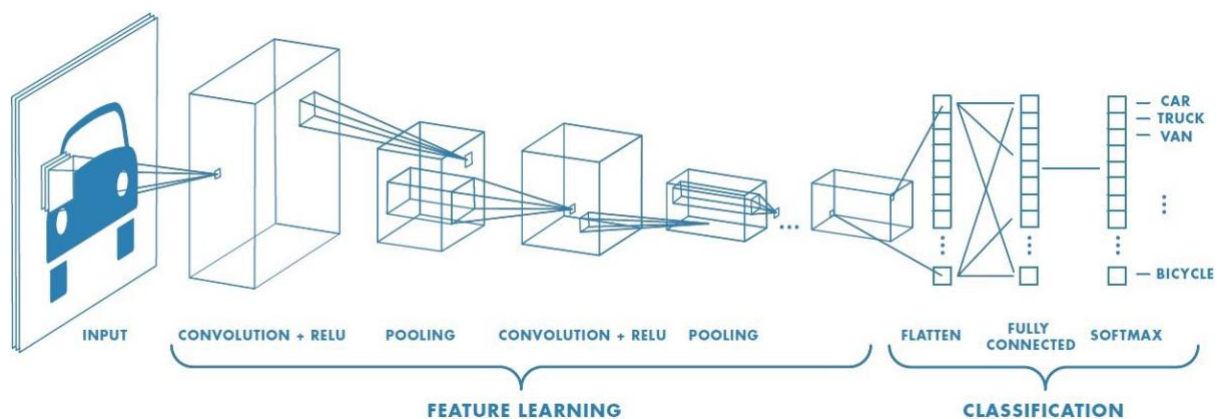 CAR
TRUCK
VAN
BICYCLE
INPUT
CONVOLUTION + RELU
POOLING
CONVOLUTION + RELU
POOLING
FLATTEN
FULLY
CONNECTED
SOFTMAX
FEATURE LEARNING
CLASSIFICATION